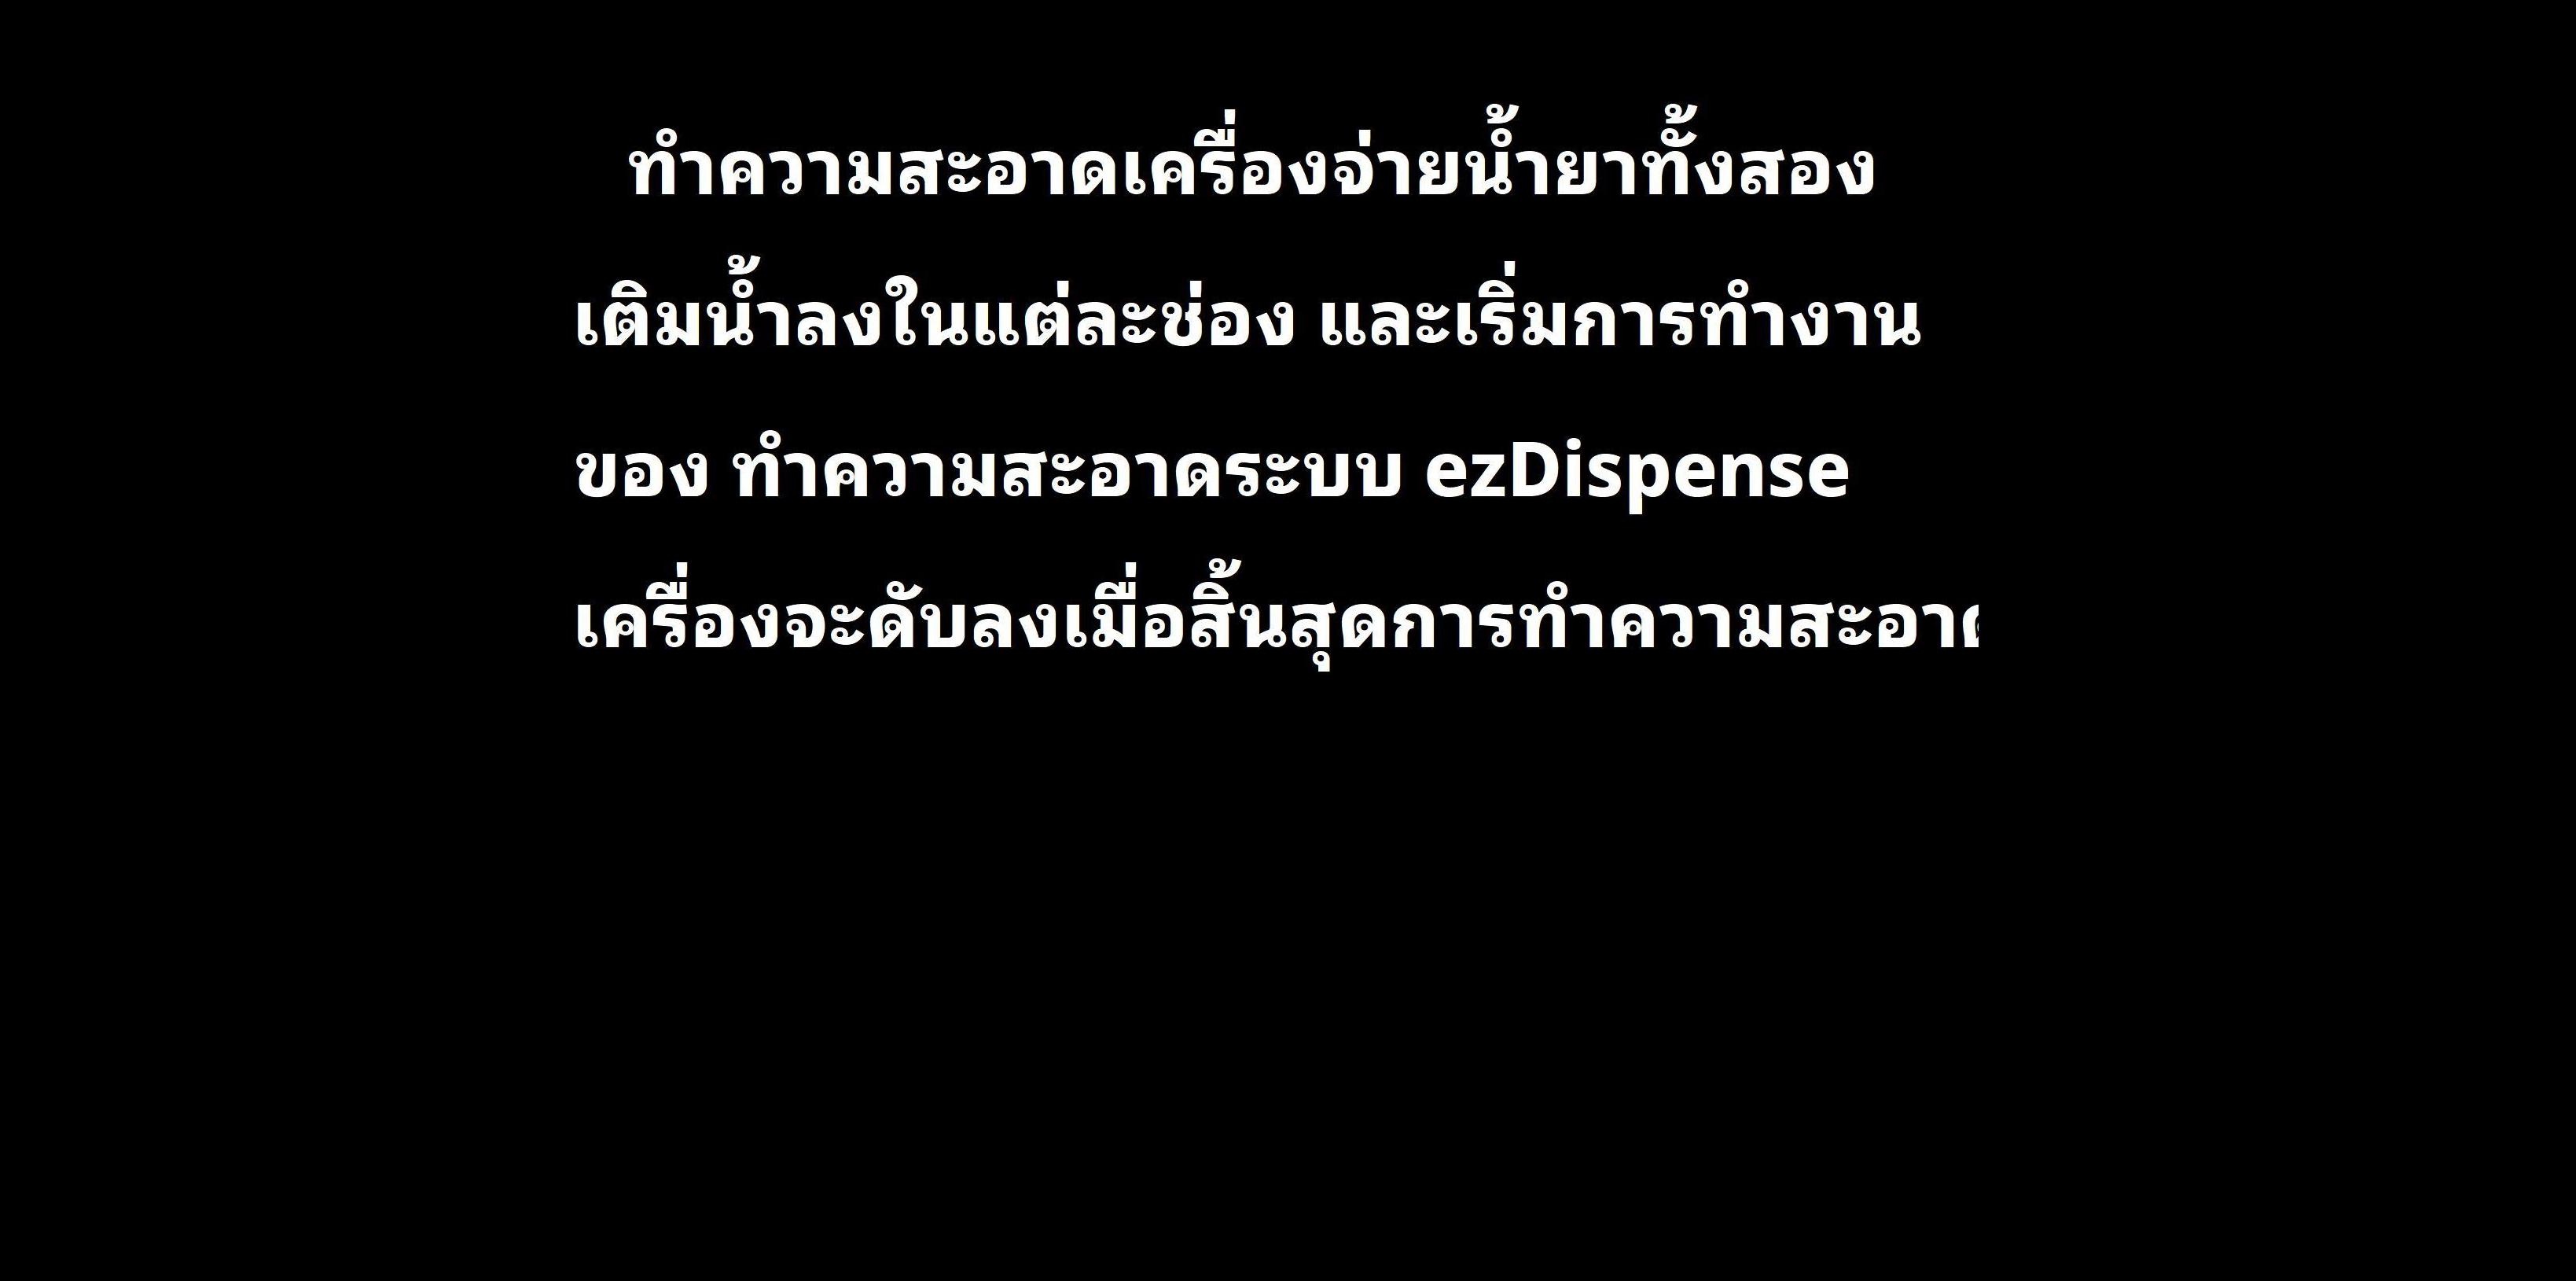 ทำความสะอาดเครื่องจ่ายน้ำยาทั้งสอง
เติมน้ำลงในแต่ละช่อง และเริ่มการทำงาน
ของ ทำความสะอาดระบบ ezDispense
เครื่องจะดับลงเมื่อสิ้นสุดการทำความสะอาด